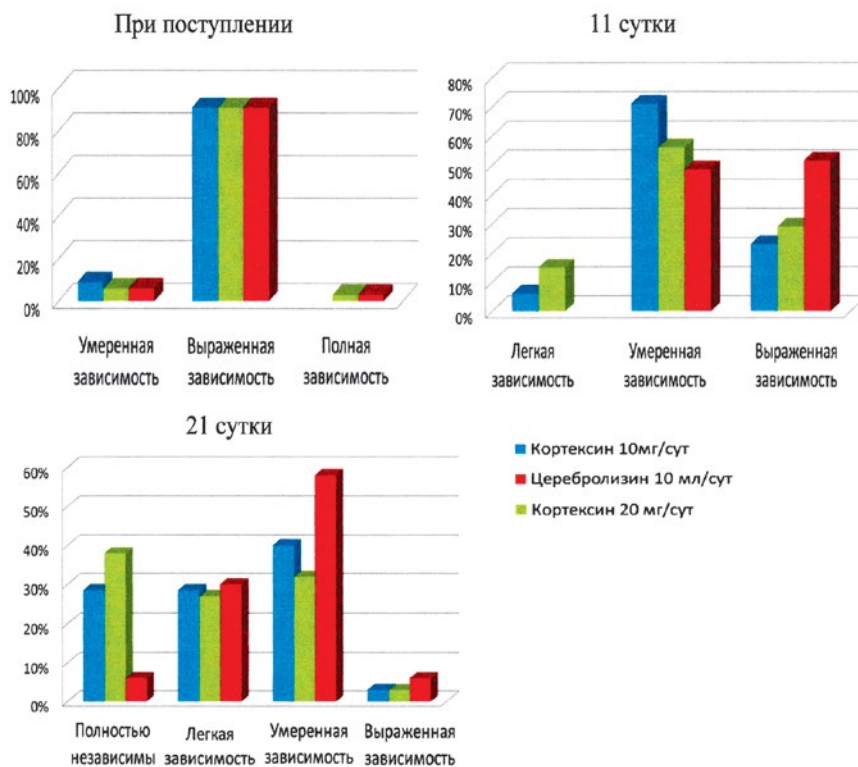 При поступлении
100%
80%
60%
40%
20%
0%
Умеренная зависимость
Выраженная зависимость
Полная зависимость
11 сутки
80%
70%
60%
50%
40%
30%
20%
10%
0%
Легкая зависимость
Умеренная зависимость
Выраженная зависимость
21 сутки
60%
50%
40%
30%
20%
10%
0%
Полностью независимы
Легкая зависимость
Умеренная зависимость
Выраженная зависимость
Кортексин 10мг/сут
Церебролизин 10 мл/сут
Кортексин 20 мг/сут